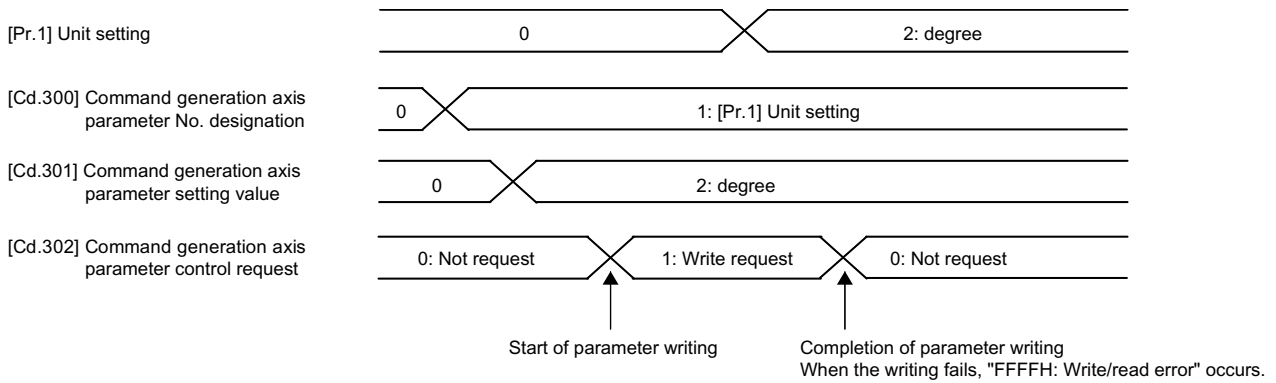 [Pr.1] Unit setting
0
2: degree
[Cd.300] Command generation axis
parameter No. designation
0
1: [Pr.1] Unit setting
[Cd.301] Command generation axis
parameter setting value
0
2: degree
[Cd.302] Command generation axis
parameter control request
0: Not request
1: Write request
0: Not request
Start of parameter writing
Completion of parameter writing
When the writing fails, "FFFFH: Write/read error" occurs.